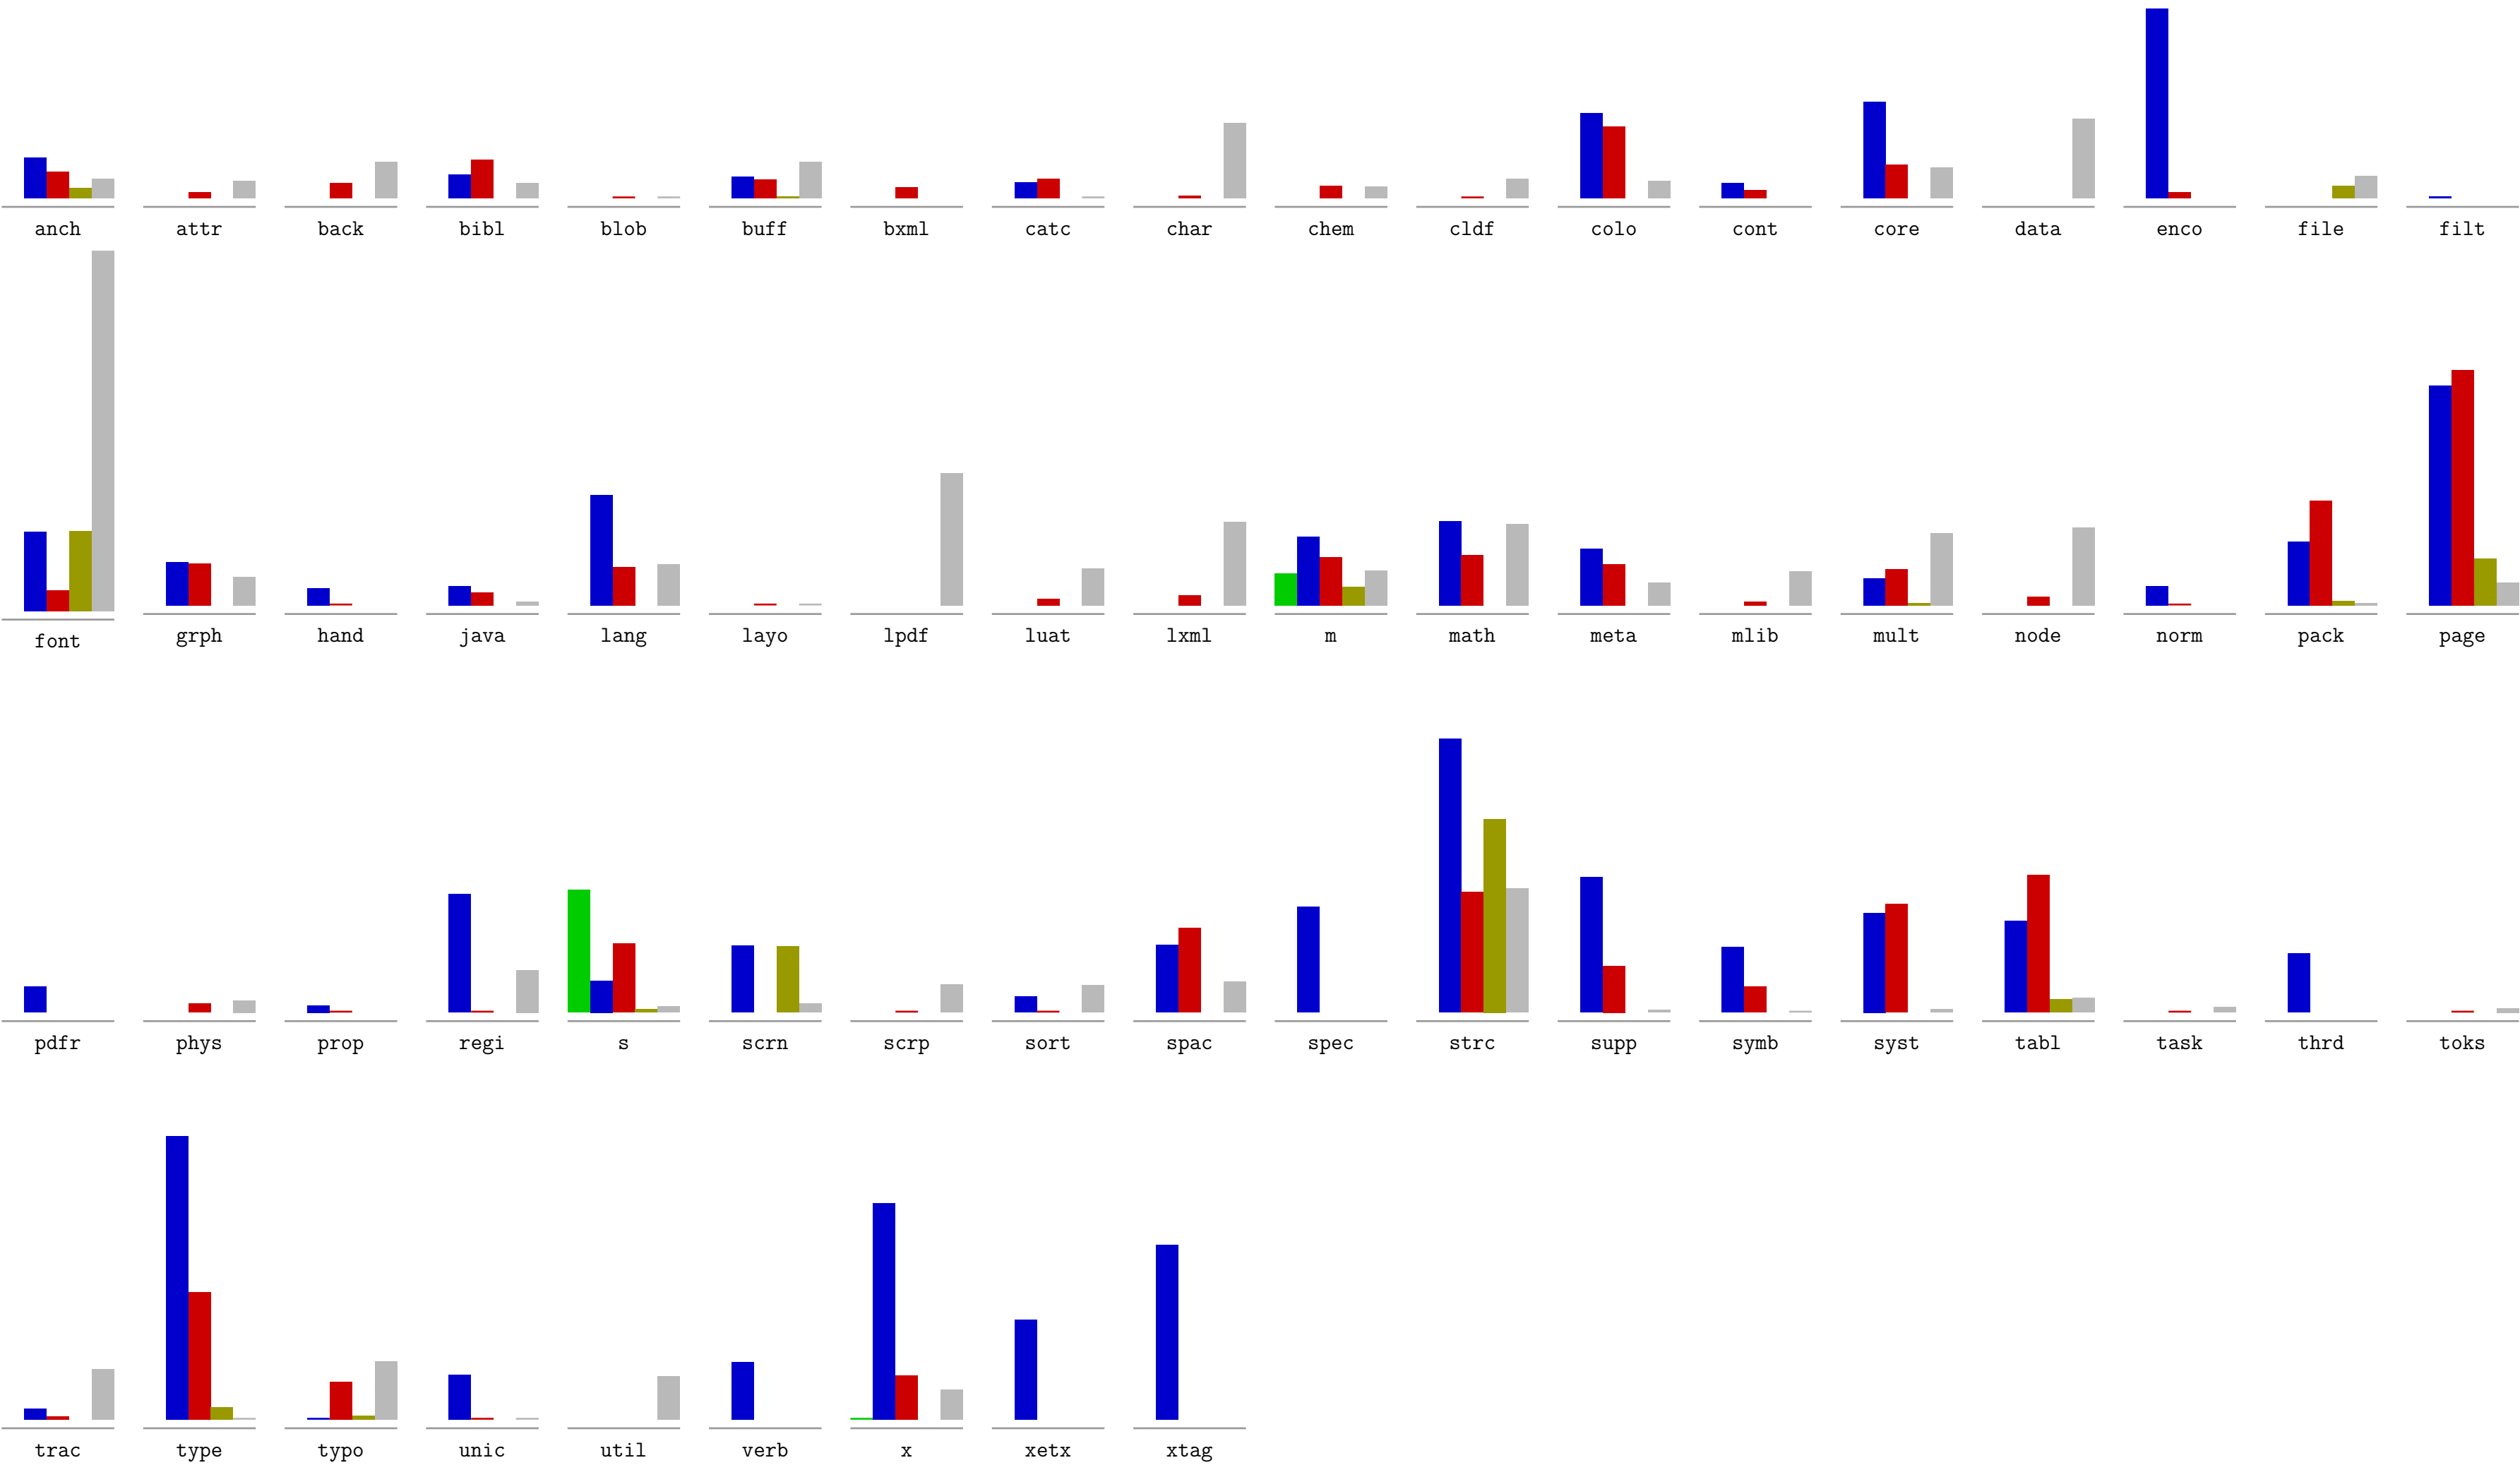 anch attr back bibl blob buff bxml catc char chem cldf colo cont core data enco file filt
font grph hand java lang layo lpdf luat lxml m math meta mlib mult node norm pack page
pdfr phys prop regi s scrn scrp sort spac spec strc supp symb syst tabl task thrd toks
trac type typo unic util verb x xetx xtag